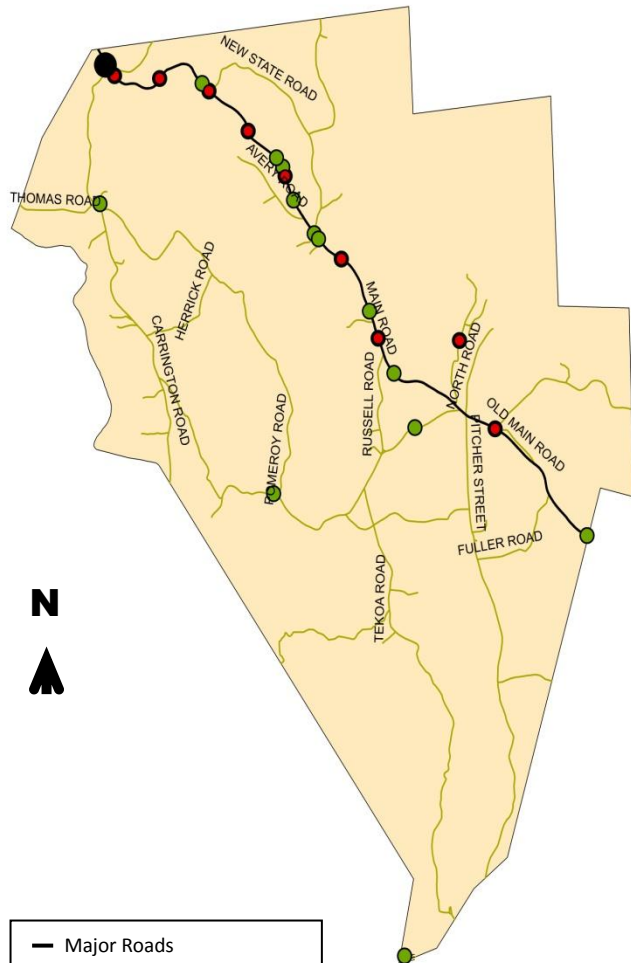 NEW STATE ROAD
AVERY ROAD
THOMAS ROAD
HERRICK ROAD
MAIN ROAD
CARRINGTON ROAD
NORTH ROAD
RUSSELL ROAD
OLD MAIN ROAD
POMEROY ROAD
PITCHER STREET
FULLER ROAD
TEKOA ROAD
N
Major Roads